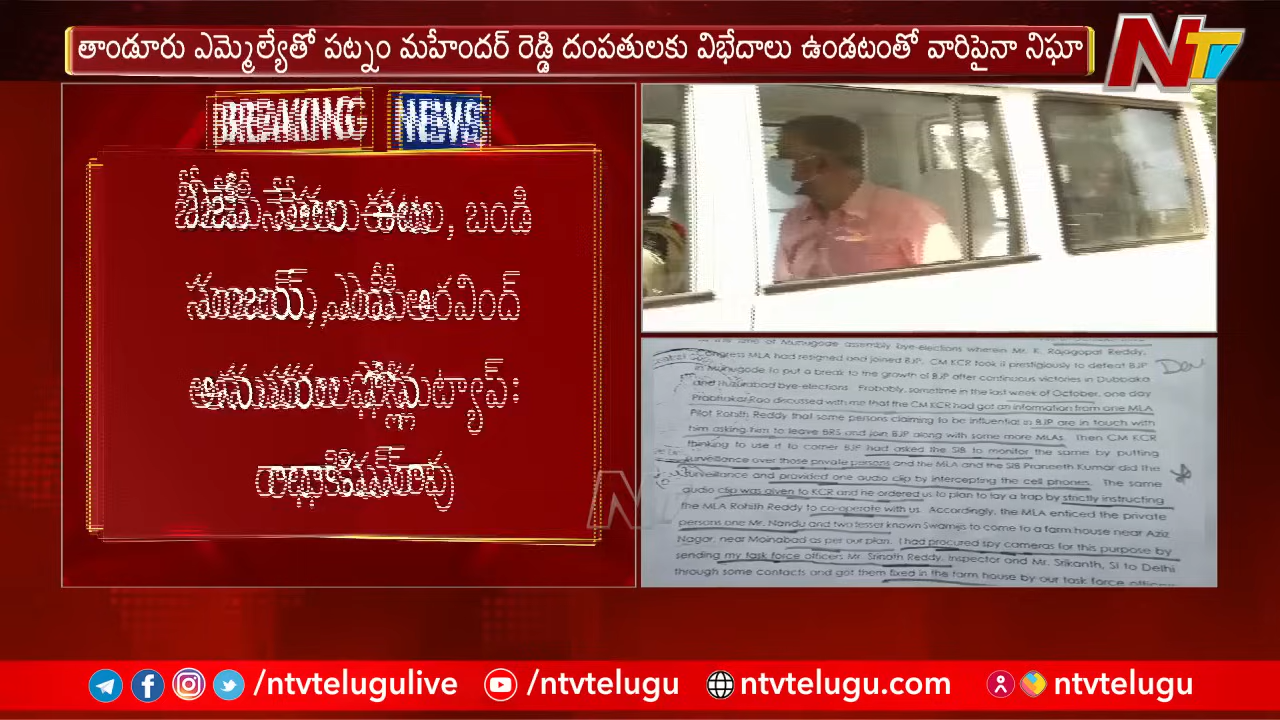 తాండూరు ఎమ్మెల్యేతో పట్నం మహేందర్ రెడ్డి దంపతులకు విభేదాలు ఉండటంతో వారిపైనా నిఘా
NTV
BREAKING NEWS
బీజేపీ నేతలు ఈటల, బండి
సంజయ్, ఎంపీ అరవింద్
అనుచరుల ఫోన్లు ట్యాప్:
రాధాకిషన్ రావు
of Munugode assembly bye-elections wherein Mr. K. Rajagopal Reddy,
Congress MLA had resigned and joined BJP. CM KCR took it prestigiously to defeat BJP
in Munugode to put a break to the growth of BJP after continuous victories in Dubbaka
and Huzurabad bye-elections. Probably, sometime in the last week of October, one day
Prabhakar Rao discussed with me that the CM KCR had got an information from one MLA
Pilot Rohith Reddy that some persons claiming to be influential in BJP are in touch with
him asking him to leave BRS and join BJP along with some more MLAs. Then CM KCR
thinking to use it to corner BJP had asked the SIB to monitor the same by putting
surveillance over those private persons and the MLA and the SIB Praneeth Kumar did the
surveillance and provided one audio clip by intercepting the cell phones. The same
audio clip was given to KCR and he ordered us to plan to lay a trap by strictly instructing
the MLA Rohith Reddy to co-operate with us. Accordingly, the MLA enticed the private
persons one Mr. Nandu and two lesser known Swamijis to come to a farm house near Aziz
Nagar, near Moinabad as per our plan. I had procured spy cameras for this purpose by
sending my task force officers Mr. Srinath Reddy, Inspector and Mr. Srikanth, SI to Delhi
through some contacts and got them fixed in the farm house by our task force
/ntvtelugulive /ntvtelugu ntvtelugu.com ntvtelugu